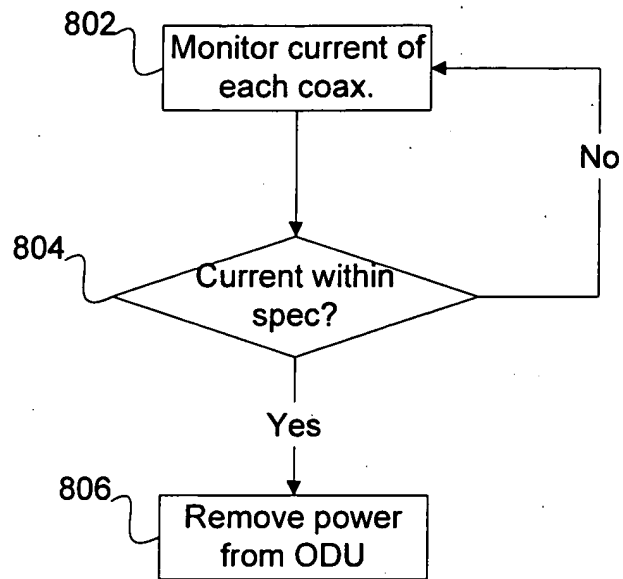 802
Monitor current of
each coax.
No
804
Current within
spec?
Yes
806
Remove power
from ODU